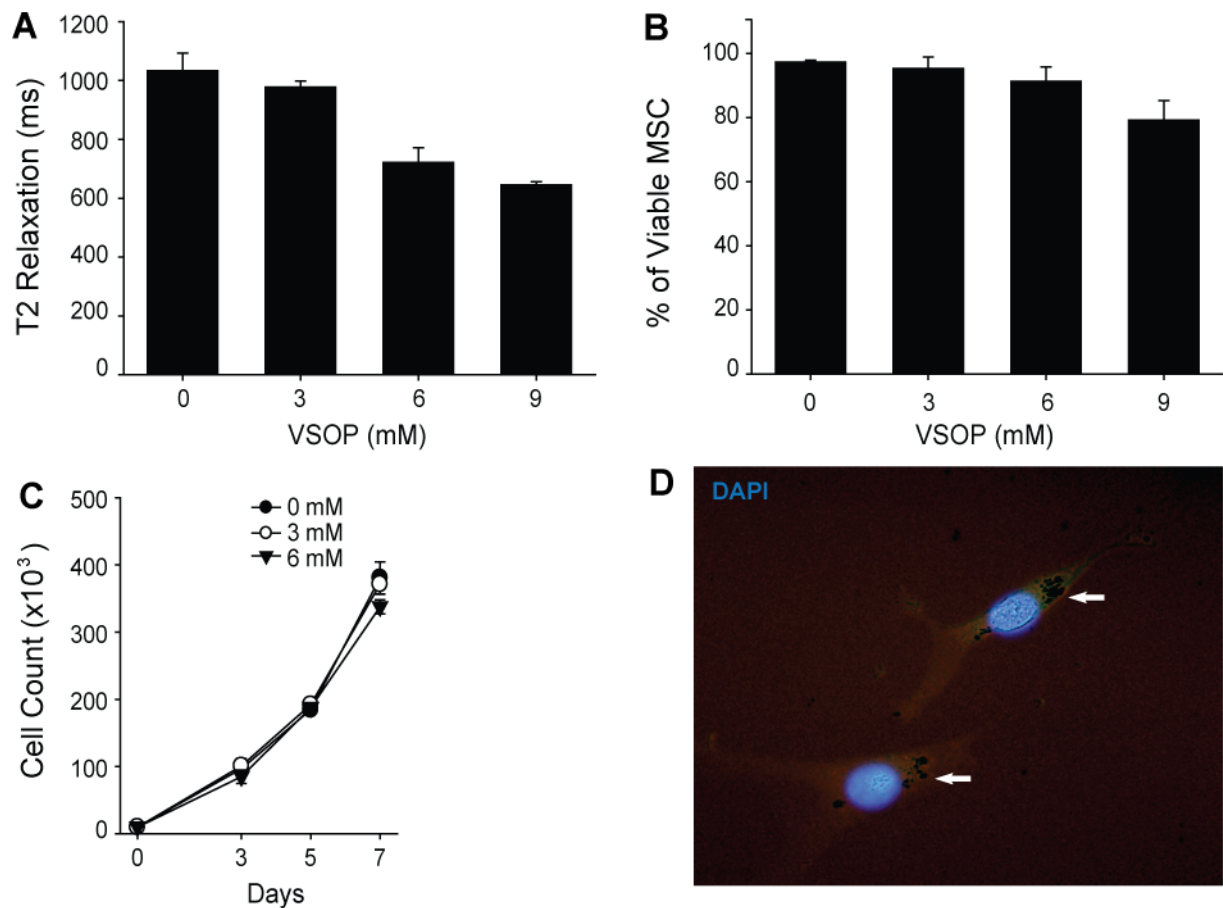 A
T2 Relaxation (ms)
1200
1000
800
600
400
200
0
0 3 6 9
VSOP (mM)
B
% of Viable MSC
100
80
60
40
20
0
0 3 6 9
VSOP (mM)
C
Cell Count (x10³)
500
400
300
200
100
0
0 mM
3 mM
6 mM
0 3 5 7
Days
D
DAPI